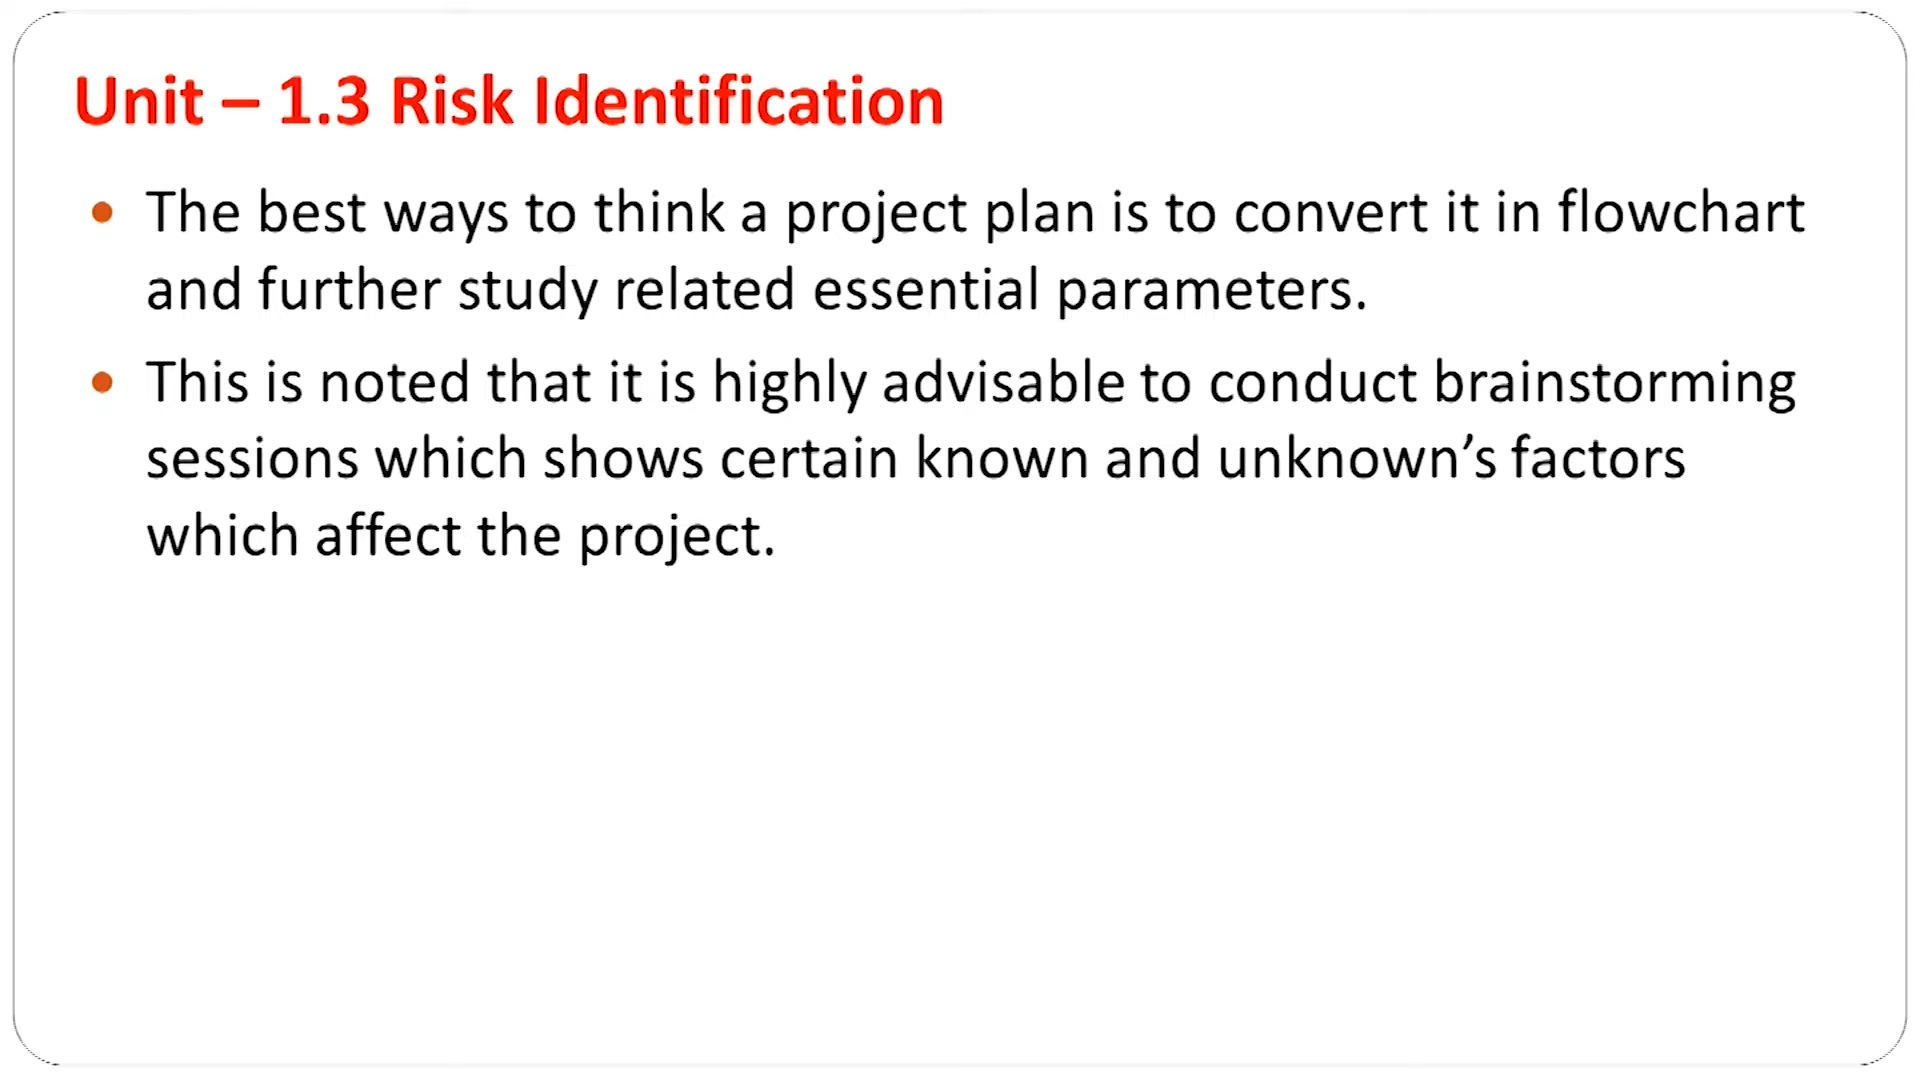 Unit – 1.3 Risk Identification
• The best ways to think a project plan is to convert it in flowchart
and further study related essential parameters.
• This is noted that it is highly advisable to conduct brainstorming
sessions which shows certain known and unknown’s factors
which affect the project.